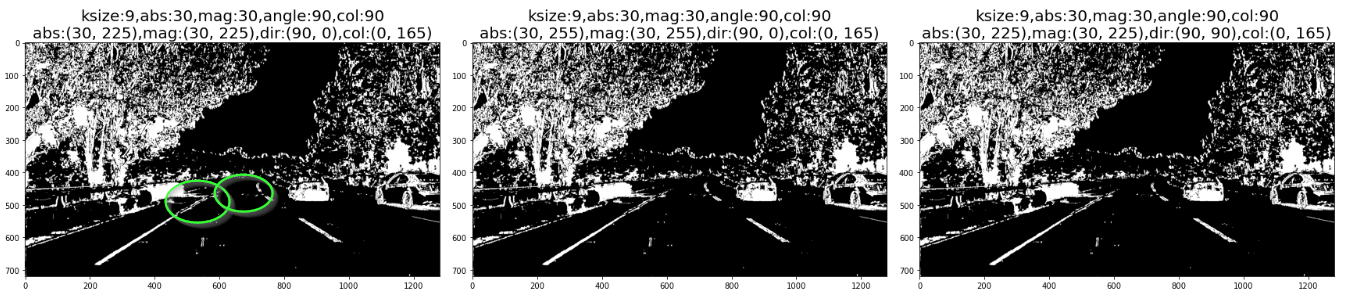 ksize:9,abs:30,mag:30,angle:90,col:90
abs:(30, 225),mag:(30, 225),dir:(90, 0),col:(0, 165)
0
100
200
300
400
500
600
700
0 200 400 600 800 1000 1200
ksize:9,abs:30,mag:30,angle:90,col:90
abs:(30, 255),mag:(30, 255),dir:(90, 0),col:(0, 165)
0
100
200
300
400
500
600
700
0 200 400 600 800 1000 1200
ksize:9,abs:30,mag:30,angle:90,col:90
abs:(30, 225),mag:(30, 225),dir:(90, 90),col:(0, 165)
0
100
200
300
400
500
600
700
0 200 400 600 800 1000 1200